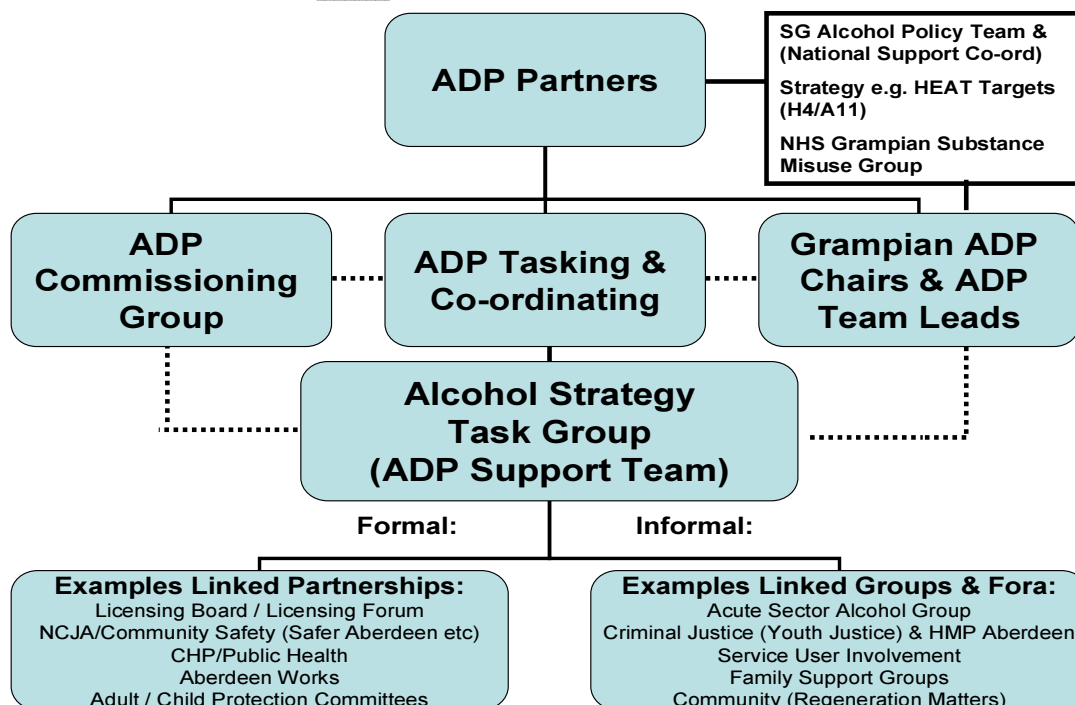 ADP Partners
SG Alcohol Policy Team &
(National Support Co-ord)
Strategy e.g. HEAT Targets
(H4/A11)
NHS Grampian Substance
Misuse Group
ADP
Commissioning
Group
ADP Tasking &
Co-ordinating
Grampian ADP
Chairs & ADP
Team Leads
Alcohol Strategy
Task Group
(ADP Support Team)
Formal:
Informal:
Examples Linked Partnerships:
Licensing Board / Licensing Forum
NCJA/Community Safety (Safer Aberdeen etc)
CHP/Public Health
Aberdeen Works
Adult / Child Protection Committees
Examples Linked Groups & Fora:
Acute Sector Alcohol Group
Criminal Justice (Youth Justice) & HMP Aberdeen
Service User Involvement
Family Support Groups
Community (Regeneration Matters)